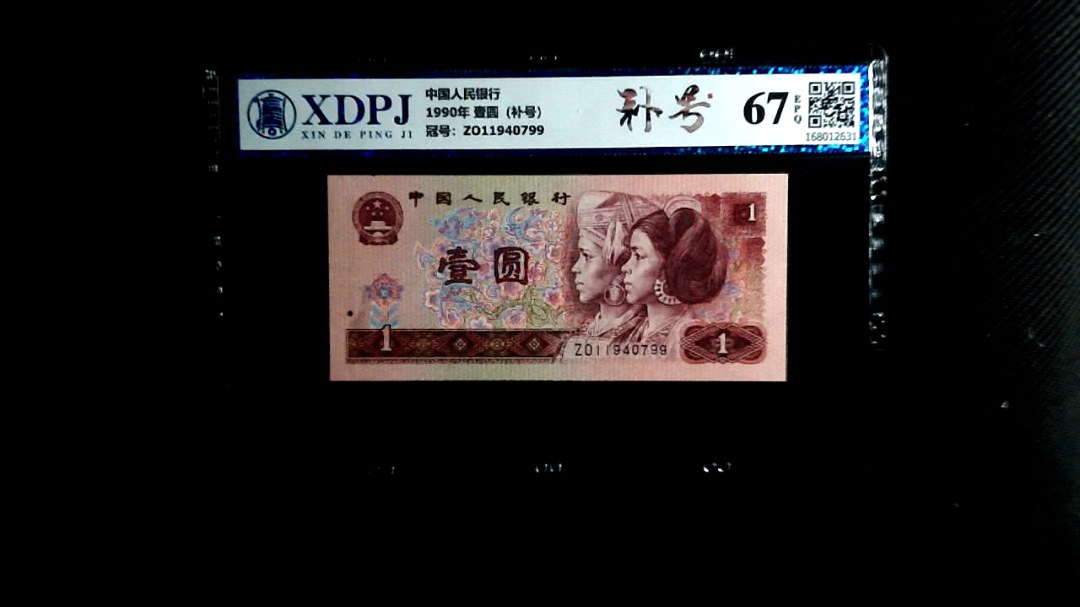 XDPJ
XIN DE PING JI
中国人民银行
1990年 壹圆 (补号)
冠号: ZO11940799
补号
67
EPQ
168012631
中国人民银行
1
壹圆
1
ZO11940799
1